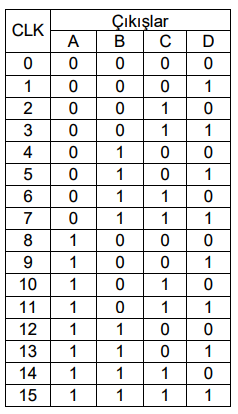 CLK Çıkışlar
A B C D
0 0 0 0 0
1 0 0 0 1
2 0 0 1 0
3 0 0 1 1
4 0 1 0 0
5 0 1 0 1
6 0 1 1 0
7 0 1 1 1
8 1 0 0 0
9 1 0 0 1
10 1 0 1 0
11 1 0 1 1
12 1 1 0 0
13 1 1 0 1
14 1 1 1 0
15 1 1 1 1